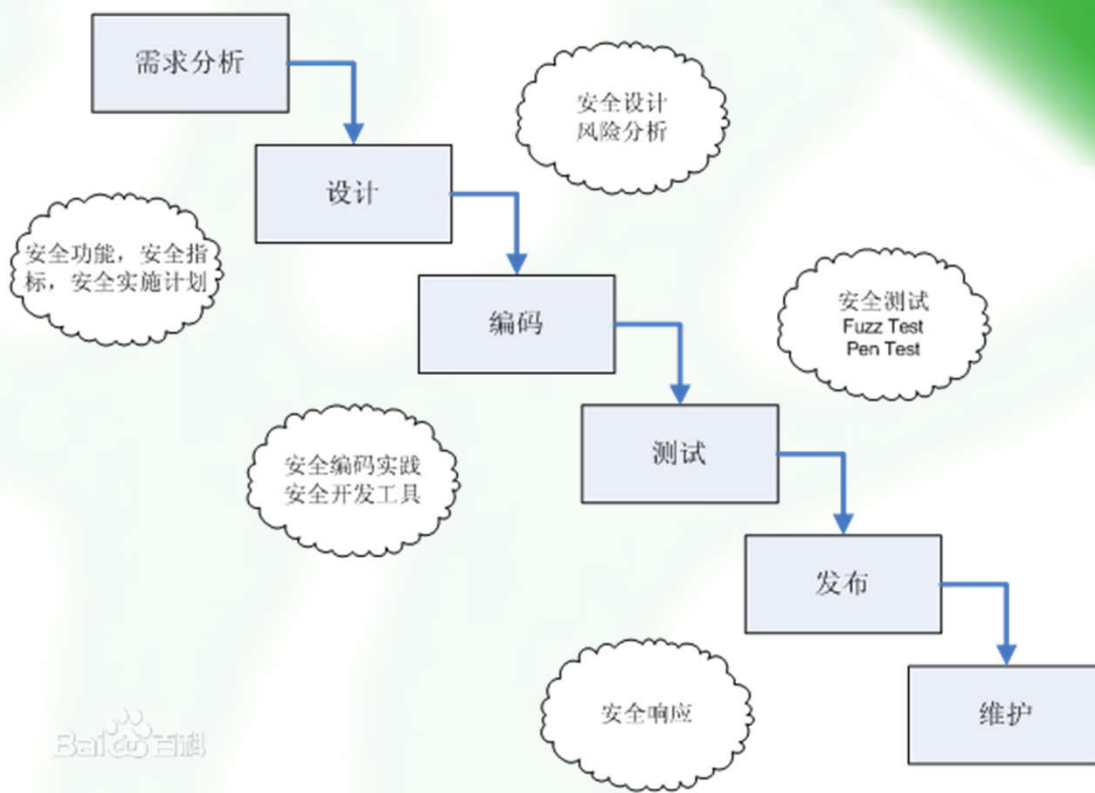 需求分析
安全设计
风险分析
设计
安全功能，安全指
标，安全实施计划
编码
安全测试
Fuzz Test
Pen Test
测试
安全编码实践
安全开发工具
发布
安全响应
维护
Bai百科